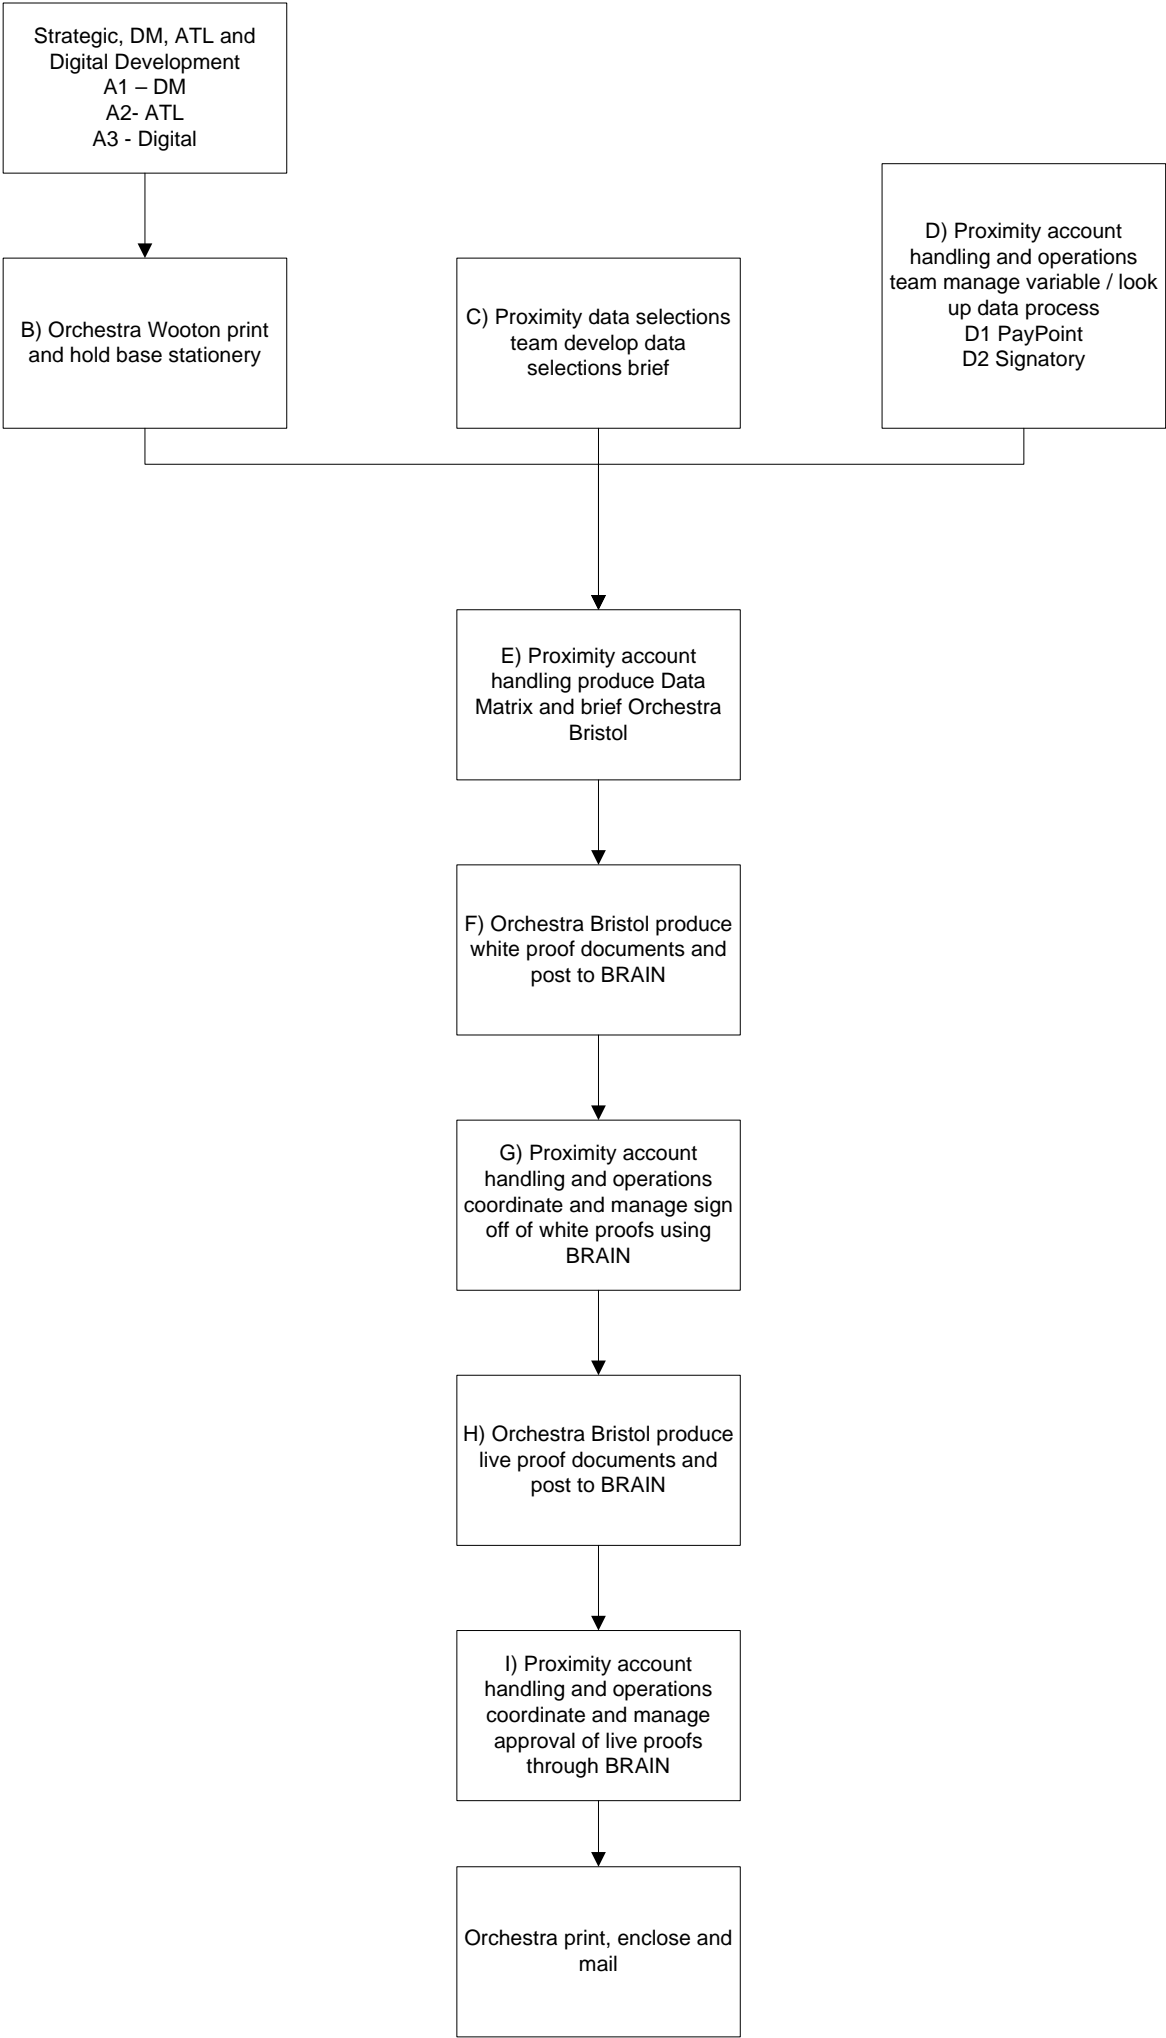 Strategic, DM, ATL and
Digital Development
A1 – DM
A2- ATL
A3 - Digital
B) Orchestra Wooton print
and hold base stationery
C) Proximity data selections
team develop data
selections brief
D) Proximity account
handling and operations
team manage variable / look
up data process
D1 PayPoint
D2 Signatory
E) Proximity account
handling produce Data
Matrix and brief Orchestra
Bristol
F) Orchestra Bristol produce
white proof documents and
post to BRAIN
G) Proximity account
handling and operations
coordinate and manage sign
off of white proofs using
BRAIN
H) Orchestra Bristol produce
live proof documents and
post to BRAIN
I) Proximity account
handling and operations
coordinate and manage
approval of live proofs
through BRAIN
Orchestra print, enclose and
mail